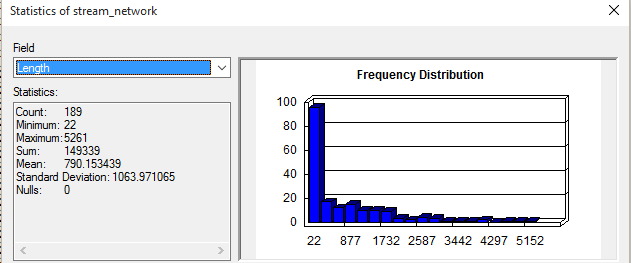 Statistics of stream_network
Field
Length
Statistics:
Count: 189
Minimum: 22
Maximum: 5261
Sum: 149339
Mean: 790.153439
Standard Deviation: 1063.971065
Nulls: 0
Frequency Distribution
100
80
60
40
20
0
22 877 1732 2587 3442 4297 5152